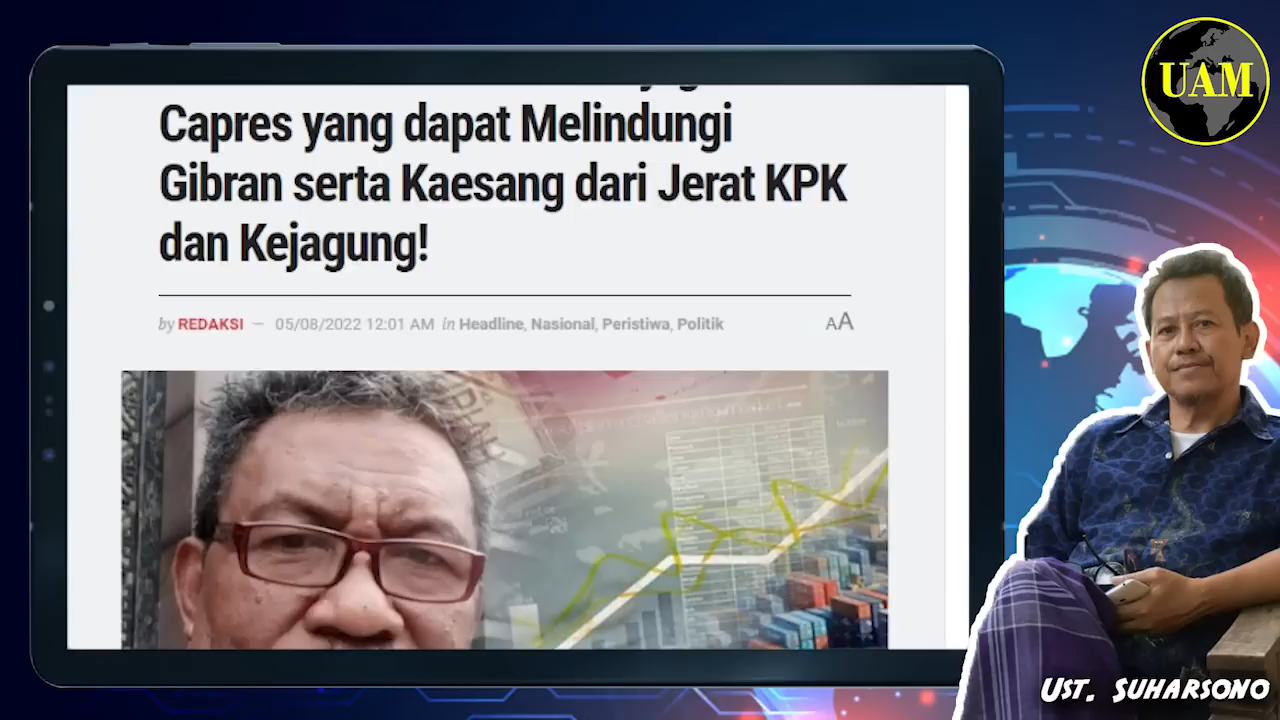 Capres yang dapat Melindungi
Gibran serta Kaesang dari Jerat KPK
dan Kejagung!
by REDAKSI — 05/08/2022 12:01 AM in Headline, Nasional, Peristiwa, Politik
AA
UAM
UST. SUHARSONO